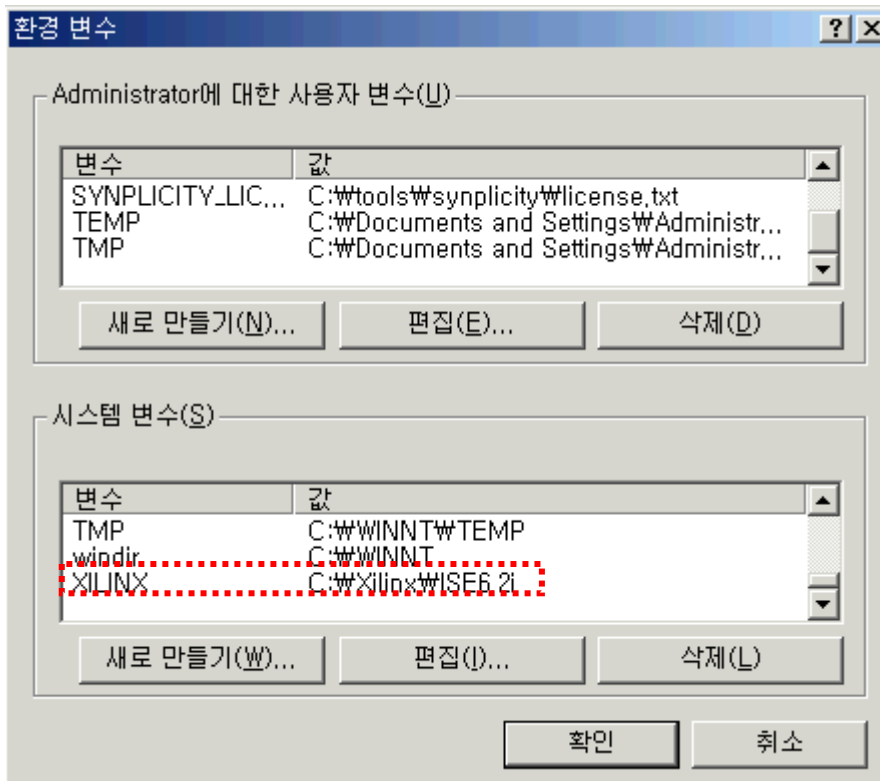 환경 변수
Administrator에 대한 사용자 변수(U)
변수 값
SYNPLICITY_LIC... C:₩tools₩synplicity₩license.txt
TEMP C:₩Documents and Settings₩Administr...
TMP C:₩Documents and Settings₩Administr...
새로 만들기(N)... 편집(E)... 삭제(D)
시스템 변수(S)
변수 값
TMP C:₩WINNT₩TEMP
windir C:₩WINNT
XILINX C:₩Xilinx₩ISE6.2i
새로 만들기(W)... 편집(I)... 삭제(L)
확인 취소